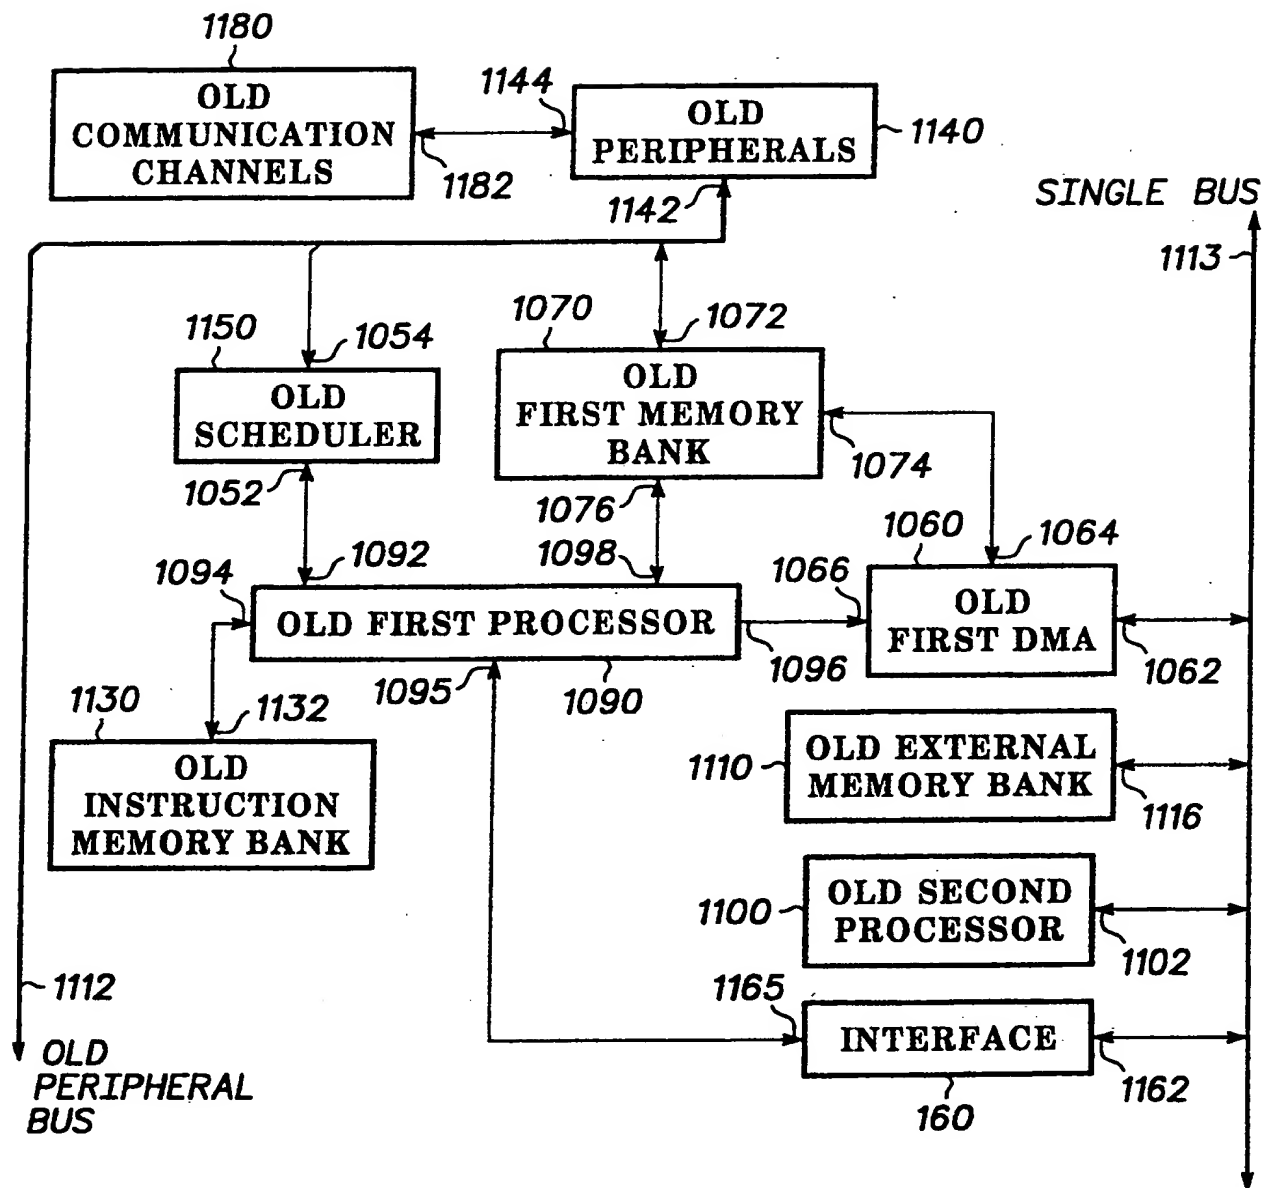 1180
OLD
COMMUNICATION
CHANNELS
1182
1144
OLD
PERIPHERALS
1140
1142
SINGLE BUS
1113
1150
1054
OLD
SCHEDULER
1052
1070
1072
OLD
FIRST MEMORY
BANK
1074
1076
1094
1092
1098
OLD FIRST PROCESSOR
1095
1090
1096
1066
1060
1064
OLD
FIRST DMA
1062
1130
1132
OLD
INSTRUCTION
MEMORY BANK
1110
OLD EXTERNAL
MEMORY BANK
1116
1100
OLD SECOND
PROCESSOR
1102
1112
OLD
PERIPHERAL
BUS
1165
INTERFACE
1162
160